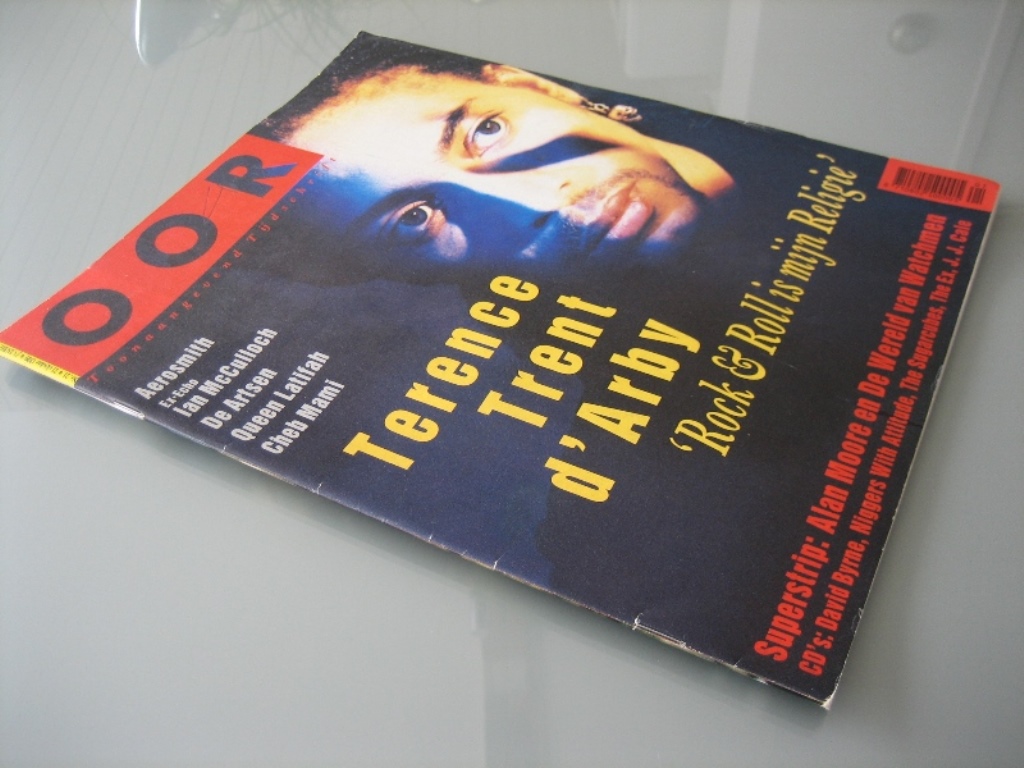 OOR
Toonaangevend Tijdschrift
Aerosmith
Ex-Echo
Ian McCulloch
De Artsen
Queen Latifah
Cheb Mami
Terence
Trent
d'Arby
'Rock & Roll is mijn Religie'
Superstrip: Alan Moore en De Wereld van Watchmen
CD's: David Byrne, Niggers With Attitude, The Sugarcubes, The Ex, J.J. Cale